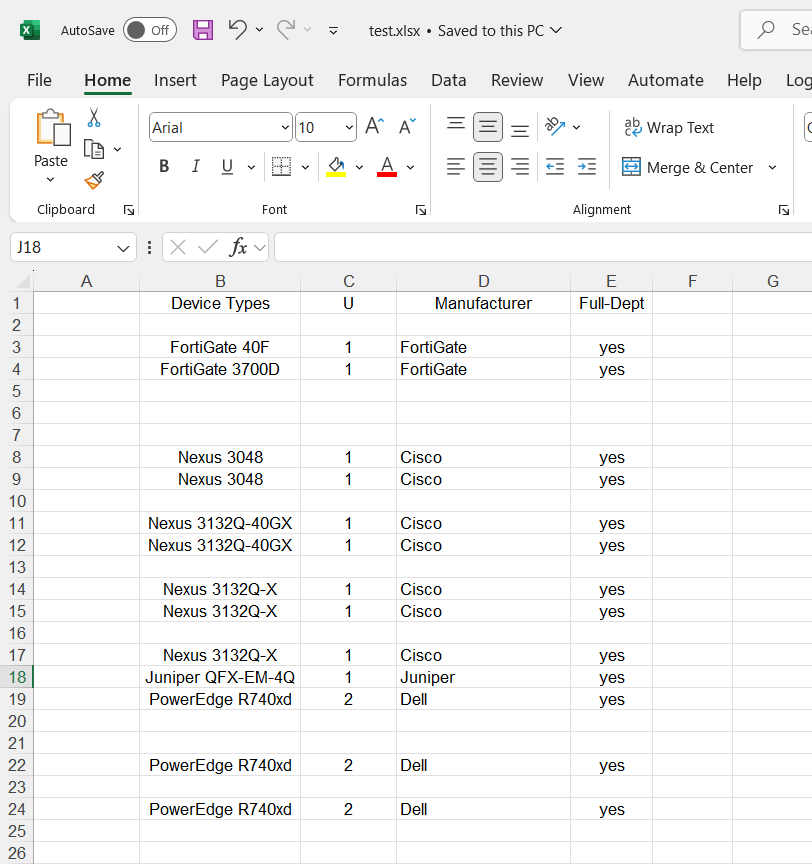 AutoSave Off test.xlsx • Saved to this PC
File Home Insert Page Layout Formulas Data Review View Automate Help
Paste Arial 10 Wrap Text
B I U A Merge & Center
Clipboard Font Alignment
J18 fx
A B C D E F G
1 Device Types U Manufacturer Full-Dept
2
3 FortiGate 40F 1 FortiGate yes
4 FortiGate 3700D 1 FortiGate yes
5
6
7
8 Nexus 3048 1 Cisco yes
9 Nexus 3048 1 Cisco yes
10
11 Nexus 3132Q-40GX 1 Cisco yes
12 Nexus 3132Q-40GX 1 Cisco yes
13
14 Nexus 3132Q-X 1 Cisco yes
15 Nexus 3132Q-X 1 Cisco yes
16
17 Nexus 3132Q-X 1 Cisco yes
18 Juniper QFX-EM-4Q 1 Juniper yes
19 PowerEdge R740xd 2 Dell yes
20
21
22 PowerEdge R740xd 2 Dell yes
23
24 PowerEdge R740xd 2 Dell yes
25
26